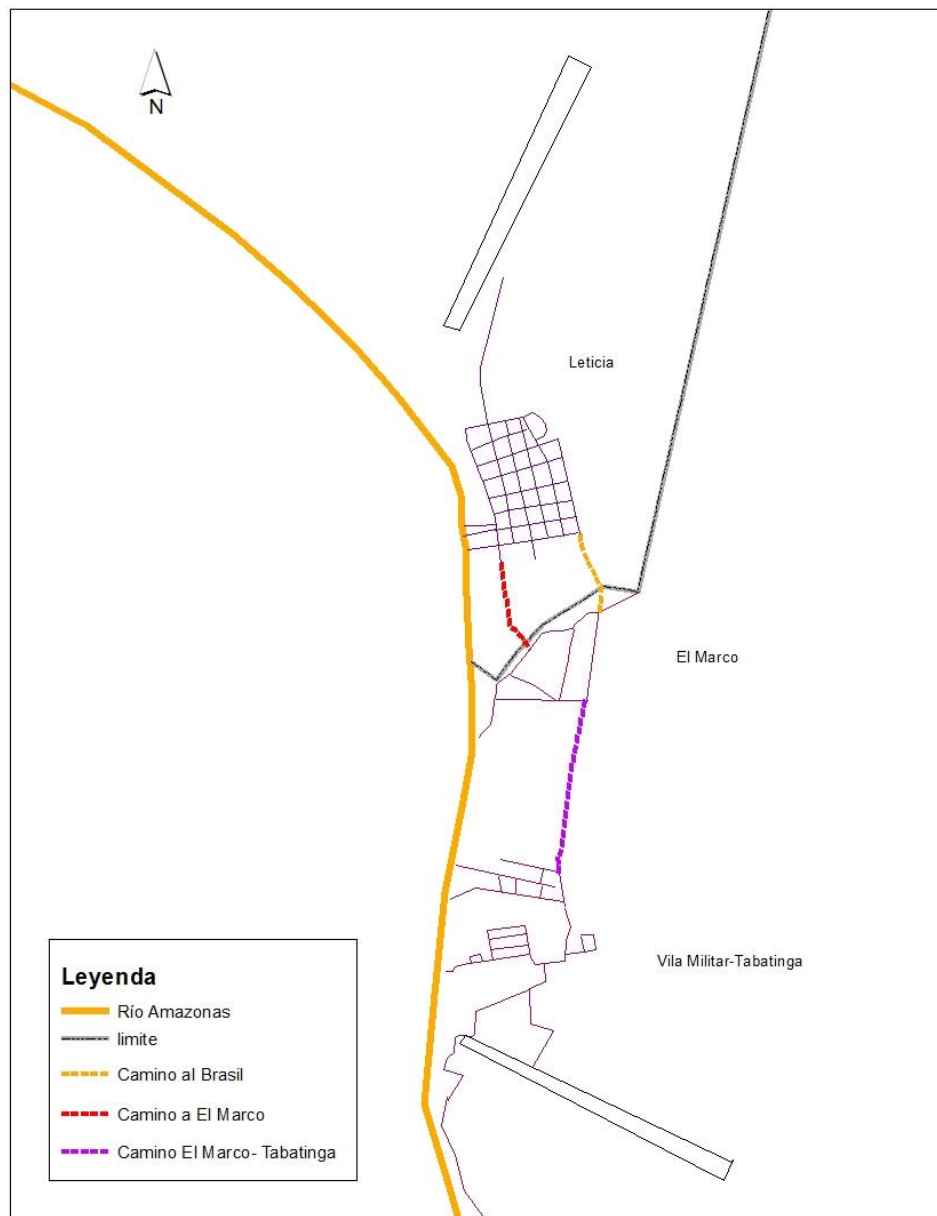 N
Leticia
El Marco
Vila Militar-Tabatinga
Leyenda
Río Amazonas
limite
Camino al Brasil
Camino a El Marco
Camino El Marco- Tabatinga